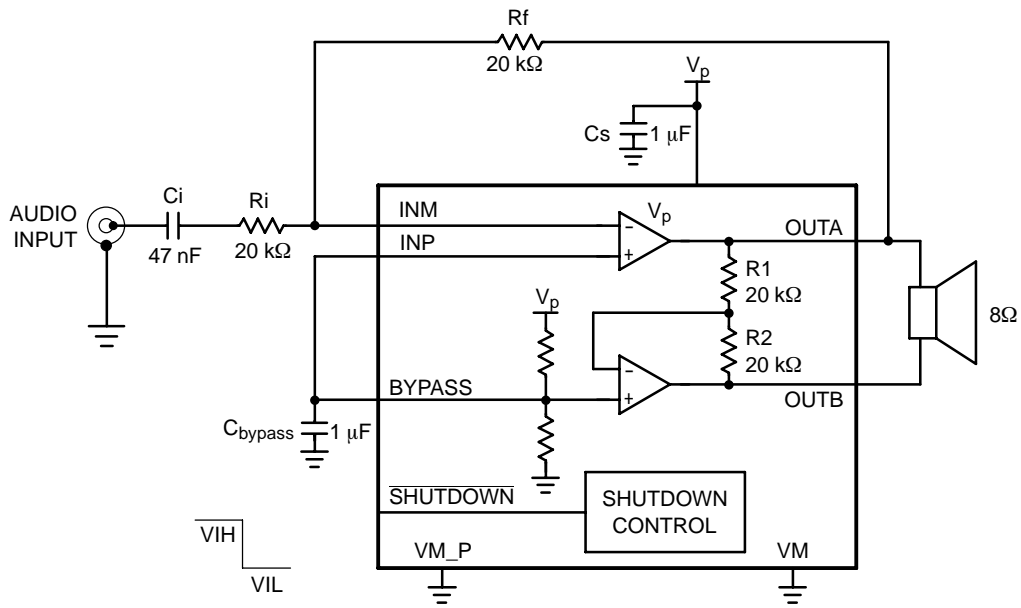 Rf
20 kΩ
Vp
Cs
1 μF
AUDIO
INPUT
Ci
47 nF
Ri
20 kΩ
INM
INP
Vp
OUTA
R1
20 kΩ
Vp
R2
20 kΩ
8Ω
BYPASS
OUTB
Cbypass
1 μF
SHUTDOWN
SHUTDOWN
CONTROL
VIH
VIL
VM_P
VM